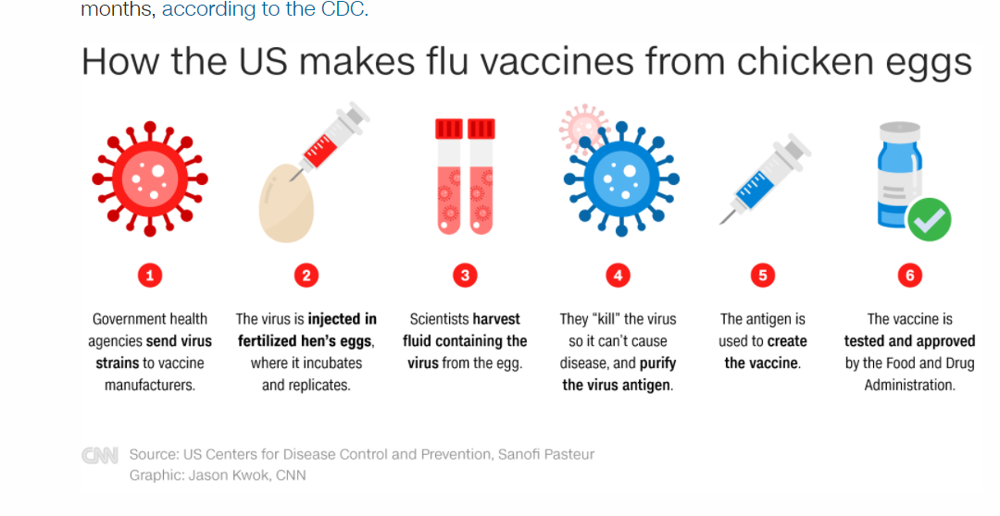 months, according to the CDC.
How the US makes flu vaccines from chicken eggs
1
Government health
agencies send virus
strains to vaccine
manufacturers.
2
The virus is injected in
fertilized hen's eggs,
where it incubates
and replicates.
3
Scientists harvest
fluid containing the
virus from the egg.
4
They "kill" the virus
so it can't cause
disease, and purify
the virus antigen.
5
The antigen is
used to create
the vaccine.
6
The vaccine is
tested and approved
by the Food and Drug
Administration.
CNN Source: US Centers for Disease Control and Prevention, Sanofi Pasteur
Graphic: Jason Kwok, CNN